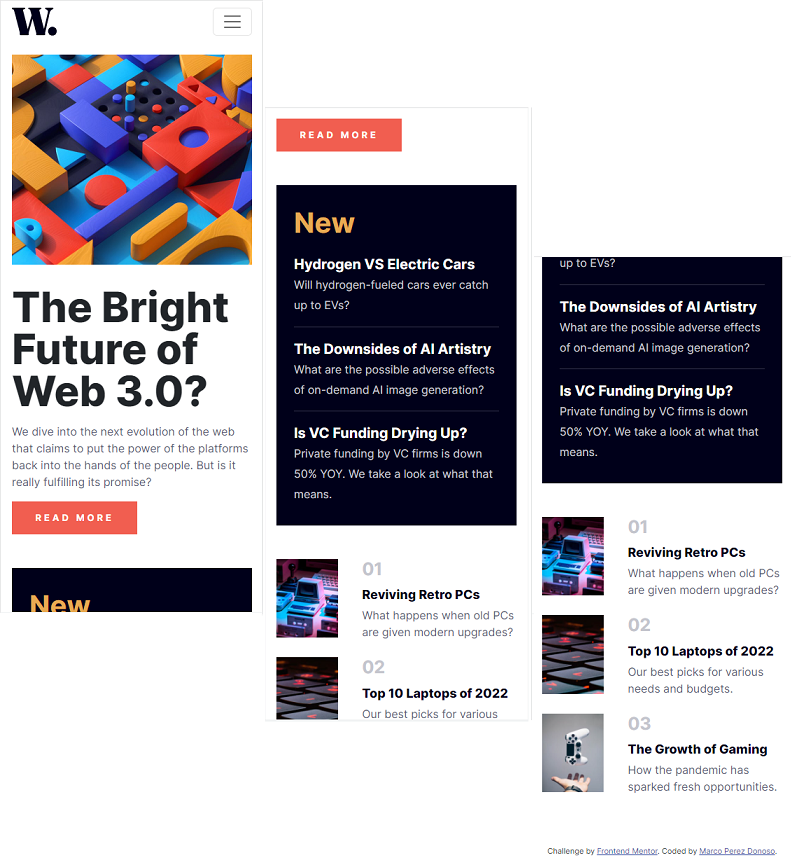 W.
The Bright
Future of
Web 3.0?
We dive into the next evolution of the web
that claims to put the power of the platforms
back into the hands of the people. But is it
really fulfilling its promise?
READ MORE
New
READ MORE
New
Hydrogen VS Electric Cars
Will hydrogen-fueled cars ever catch
up to EVs?
The Downsides of AI Artistry
What are the possible adverse effects
of on-demand AI image generation?
Is VC Funding Drying Up?
Private funding by VC firms is down
50% YOY. We take a look at what that
means.
01
Reviving Retro PCs
What happens when old PCs
are given modern upgrades?
02
Top 10 Laptops of 2022
Our best picks for various
up to EVs?
The Downsides of AI Artistry
What are the possible adverse effects
of on-demand AI image generation?
Is VC Funding Drying Up?
Private funding by VC firms is down
50% YOY. We take a look at what that
means.
01
Reviving Retro PCs
What happens when old PCs
are given modern upgrades?
02
Top 10 Laptops of 2022
Our best picks for various
needs and budgets.
03
The Growth of Gaming
How the pandemic has
sparked fresh opportunities.
Challenge by Frontend Mentor. Coded by Marco Perez Donoso.